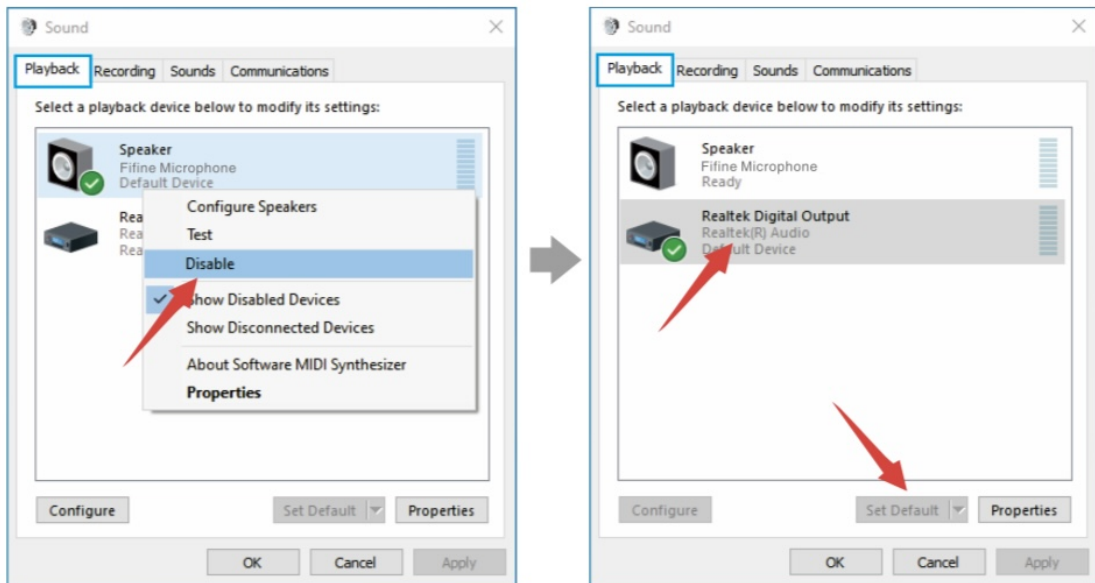 Sound
Playback Recording Sounds Communications
Select a playback device below to modify its settings:
Speaker
Fifine Microphone
Default Device
Rea
Rea
Rea
Configure Speakers
Test
Disable
Show Disabled Devices
Show Disconnected Devices
About Software MIDI Synthesizer
Properties
Configure Set Default Properties
OK Cancel Apply
Sound
Playback Recording Sounds Communications
Select a playback device below to modify its settings:
Speaker
Fifine Microphone
Ready
Realtek Digital Output
Realtek(R) Audio
Default Device
Configure Set Default Properties
OK Cancel Apply